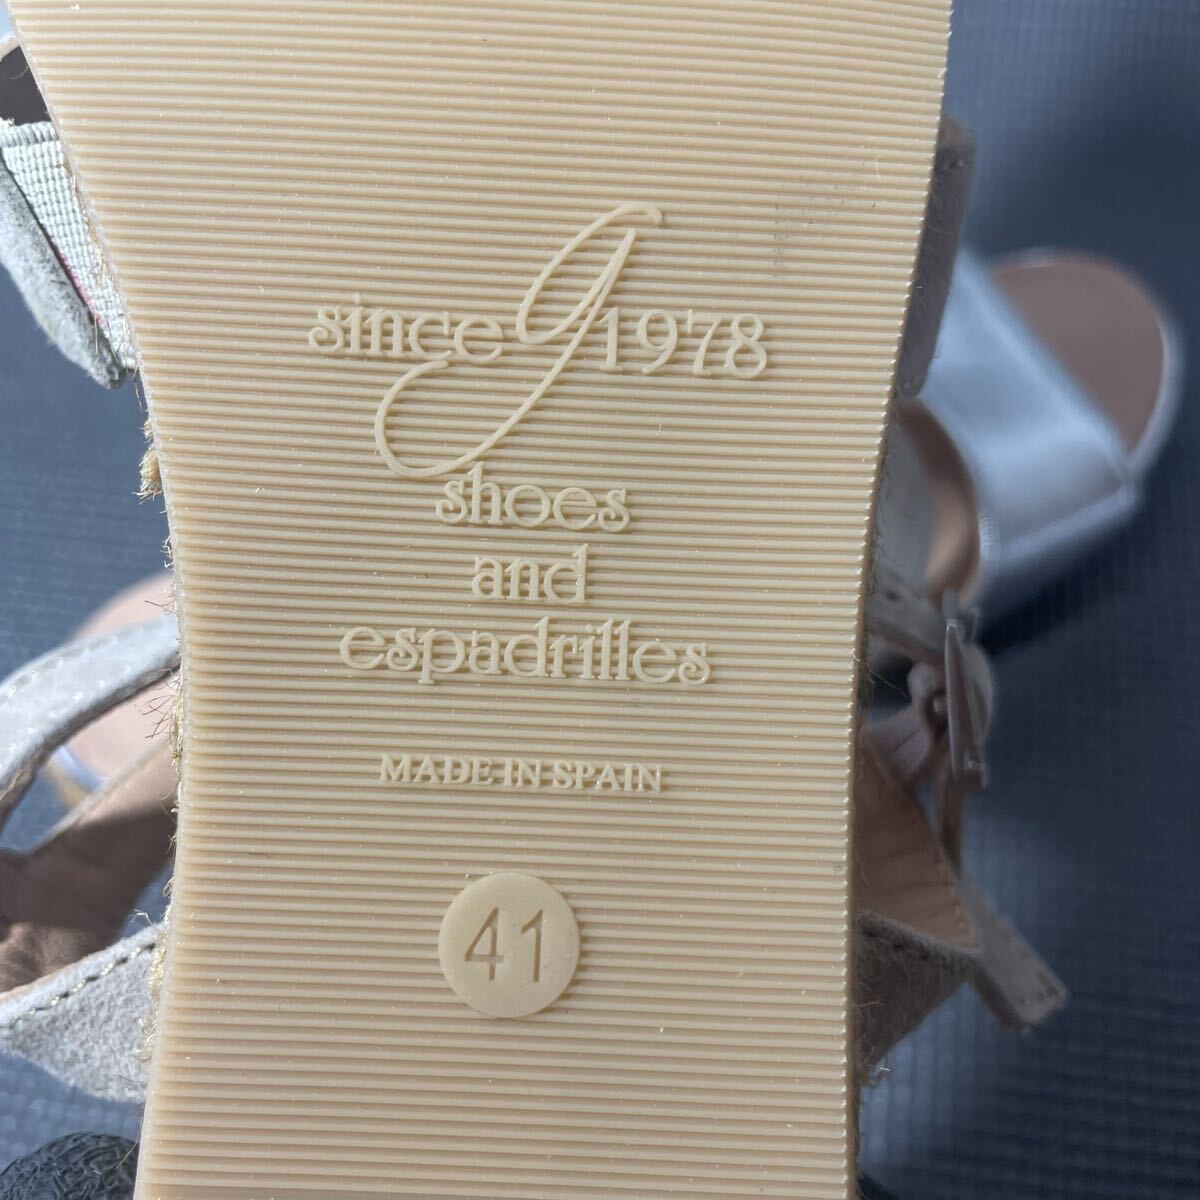 since g 1978
shoes
and
espadrilles
MADE IN SPAIN
41